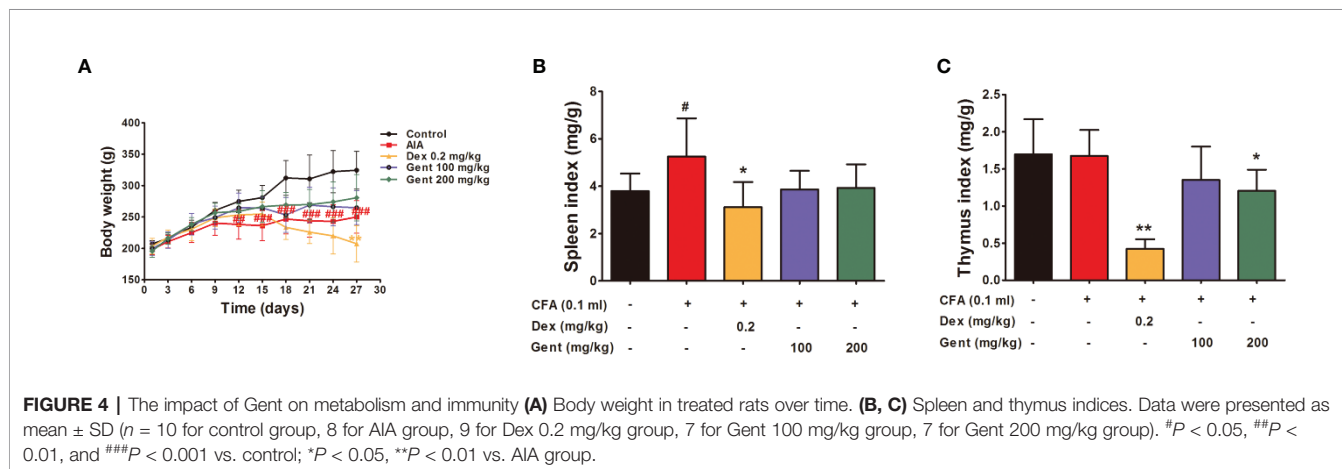 A
Body weight (g)
350
300
250
200
150
0 3 6 9 12 15 18 21 24 27 30
Time (days)
Control
AIA
Dex 0.2 mg/kg
Gent 100 mg/kg
Gent 200 mg/kg
##
###
###
###
###
###
**
B
Spleen index (mg/g)
8
6
4
2
0
#
*
CFA (0.1 ml) - + + + +
Dex (mg/kg) - - 0.2 - -
Gent (mg/kg) - - - 100 200
C
Thymus index (mg/g)
2.5
2.0
1.5
1.0
0.5
0.0
**
*
CFA (0.1 ml) - + + + +
Dex (mg/kg) - - 0.2 - -
Gent (mg/kg) - - - 100 200
FIGURE 4 | The impact of Gent on metabolism and immunity (A) Body weight in treated rats over time. (B, C) Spleen and thymus indices. Data were presented as
mean ± SD (n = 10 for control group, 8 for AIA group, 9 for Dex 0.2 mg/kg group, 7 for Gent 100 mg/kg group, 7 for Gent 200 mg/kg group). #P < 0.05, ##P <
0.01, and ###P < 0.001 vs. control; *P < 0.05, **P < 0.01 vs. AIA group.